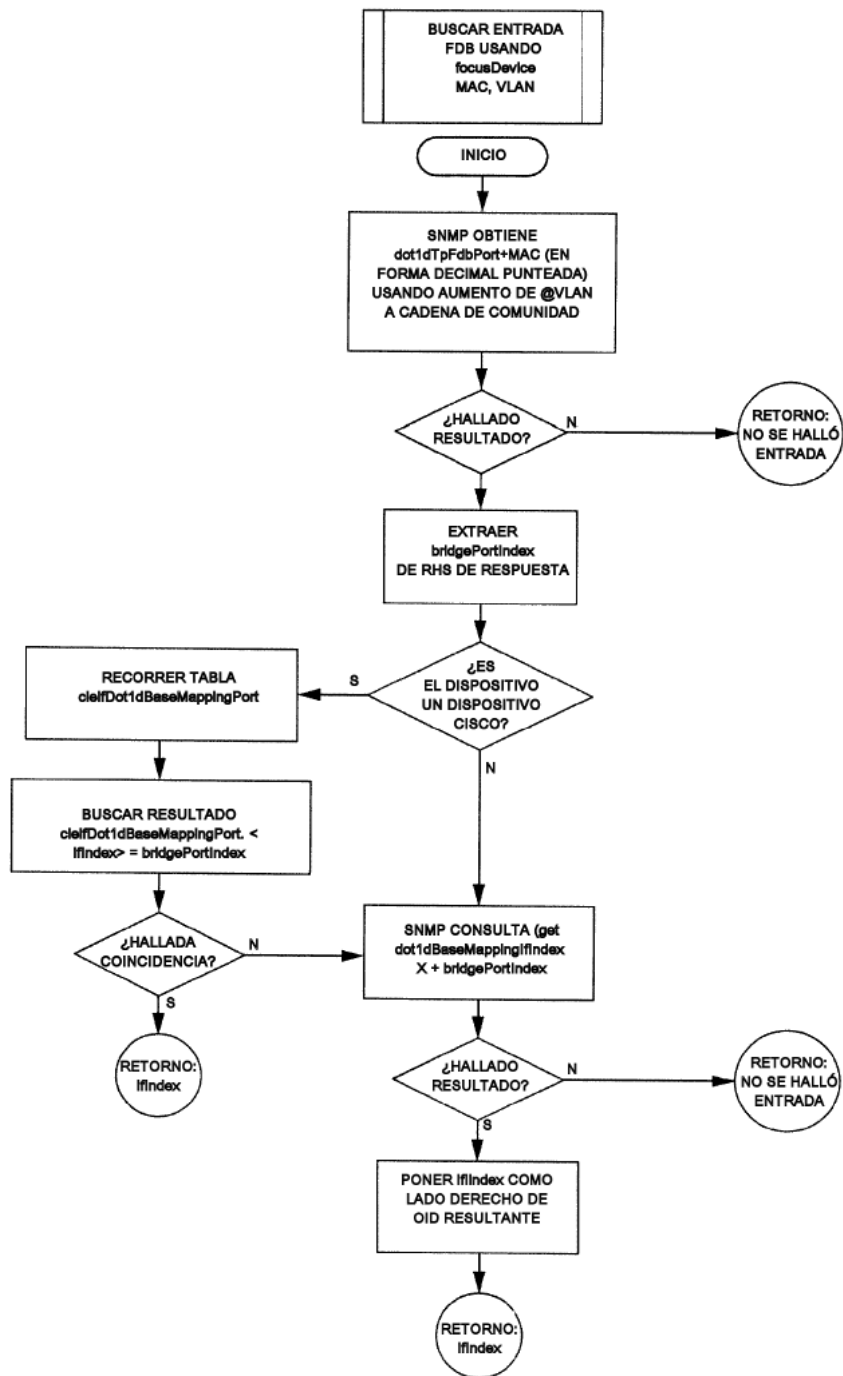 BUSCAR ENTRADA
FDB USANDO
focusDevice
MAC, VLAN
INICIO
SNMP OBTIENE
dot1dTpFdbPort+MAC (EN
FORMA DECIMAL PUNTEADA)
USANDO AUMENTO DE @VLAN
A CADENA DE COMUNIDAD
¿HALLADO
RESULTADO?
N
RETORNO:
NO SE HALLÓ
ENTRADA
EXTRAER
bridgePortIndex
DE RHS DE RESPUESTA
¿ES
EL DISPOSITIVO
UN DISPOSITIVO
CISCO?
S
N
RECORRER TABLA
cieIfDot1dBaseMappingPort
BUSCAR RESULTADO
cieIfDot1dBaseMappingPort. <
IfIndex> = bridgePortIndex
¿HALLADA
COINCIDENCIA?
N
S
RETORNO:
IfIndex
SNMP CONSULTA (get
dot1dBaseMappingIfIndex
X + bridgePortIndex
¿HALLADO
RESULTADO?
N
S
RETORNO:
NO SE HALLÓ
ENTRADA
PONER IfIndex COMO
LADO DERECHO DE
OID RESULTANTE
RETORNO:
IfIndex